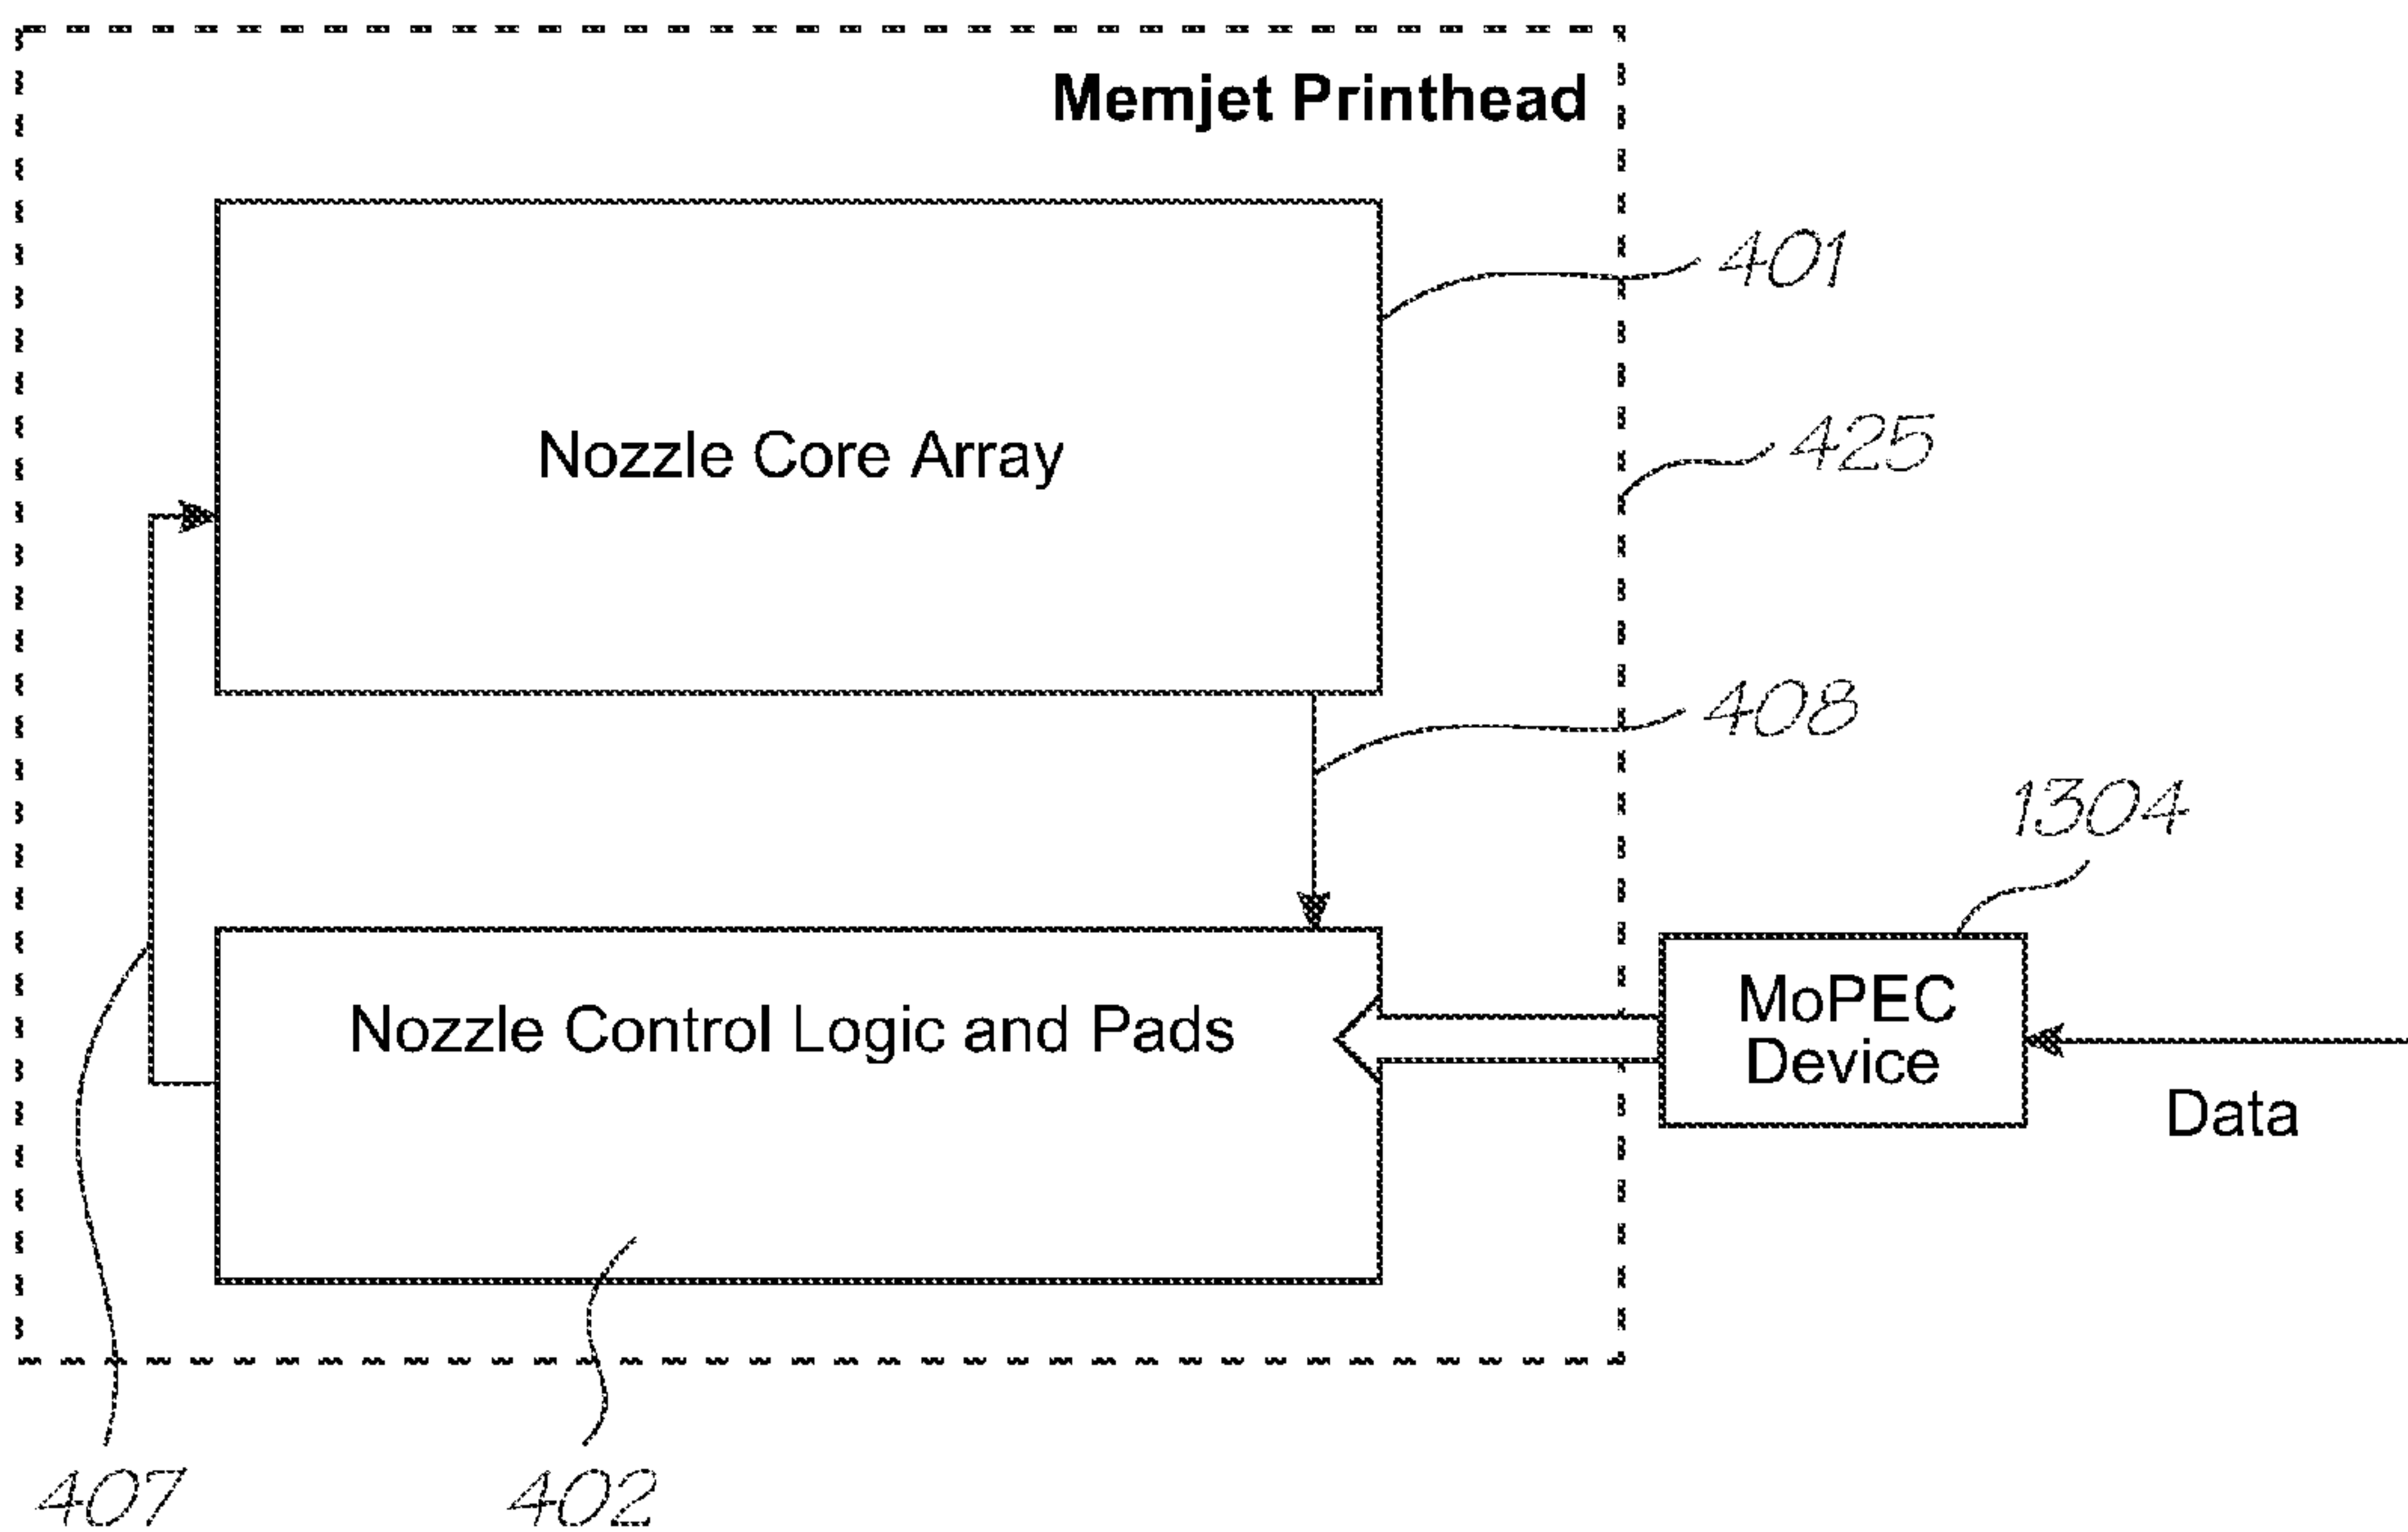 Memjet Printhead
401
Nozzle Core Array
425
408
1304
Nozzle Control Logic and Pads
MoPEC
Device
Data
407
402